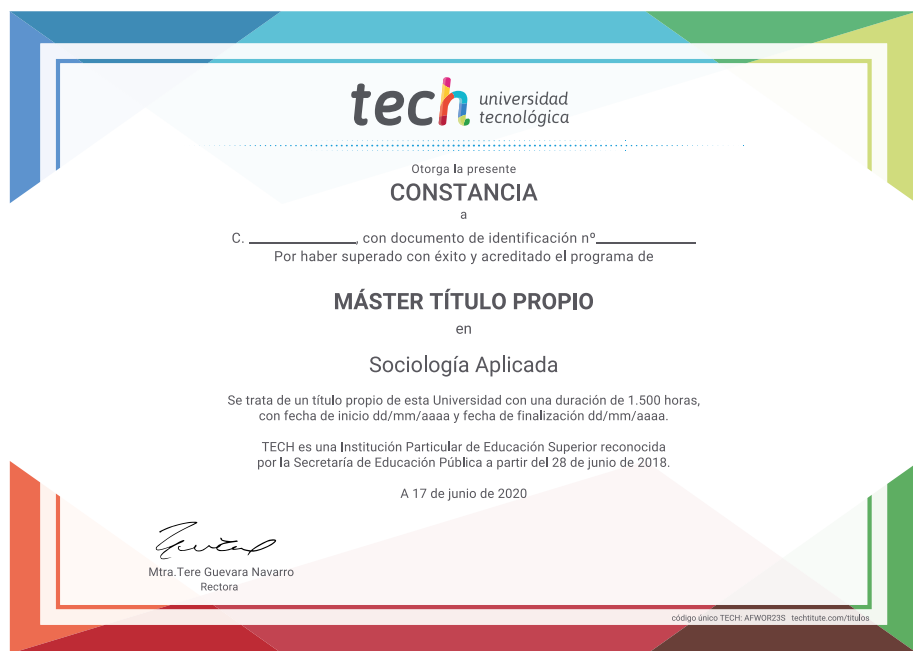 tech universidad
tecnológica
Otorga la presente
CONSTANCIA
a
C. ____________, con documento de identificación nº____________
Por haber superado con éxito y acreditado el programa de
MÁSTER TÍTULO PROPIO
en
Sociología Aplicada
Se trata de un título propio de esta Universidad con una duración de 1.500 horas,
con fecha de inicio dd/mm/aaaa y fecha de finalización dd/mm/aaaa.
TECH es una Institución Particular de Educación Superior reconocida
por la Secretaría de Educación Pública a partir del 28 de junio de 2018.
A 17 de junio de 2020
Mtra.Tere Guevara Navarro
Rectora
código único TECH: AFWOR23S techtitute.com/titulos